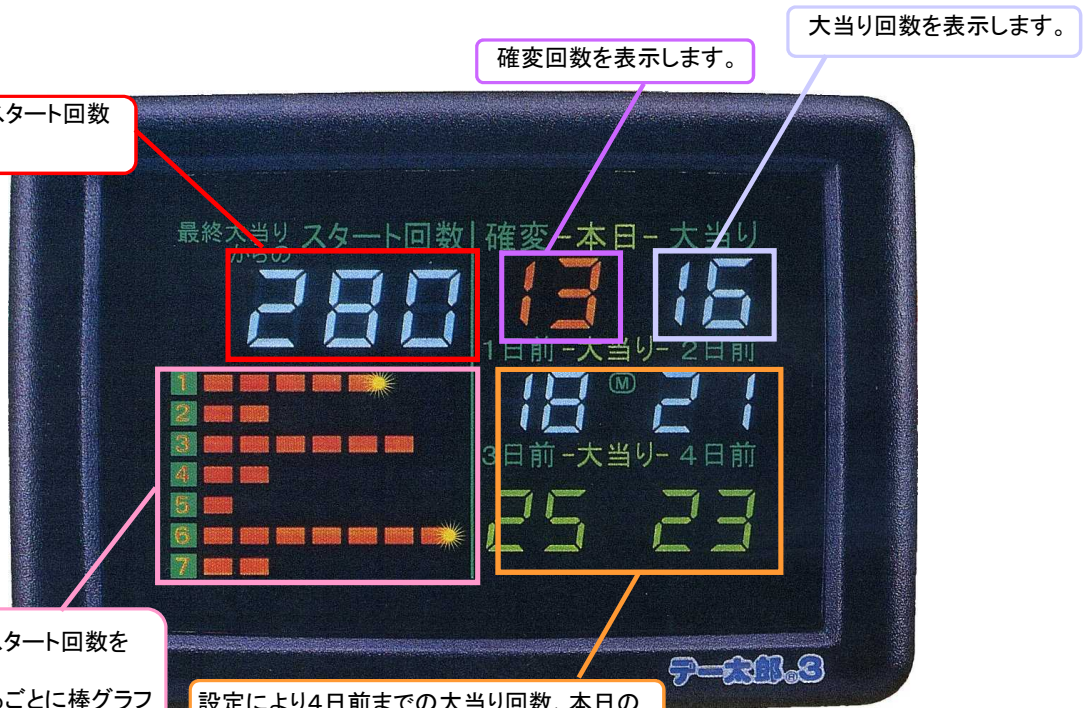 大当り回数を表示します。
確変回数を表示します。
スタート回数
最終大当り
からの
スタート回数
確変-本日-大当り
280
13
16
1日前-大当り-2日前
18
M
21
3日前-大当り-4日前
25
23
1
2
3
4
5
6
7
スタート回数を
ごとに棒グラフ
設定により4日前までの大当り回数、本日の
データ太郎®3